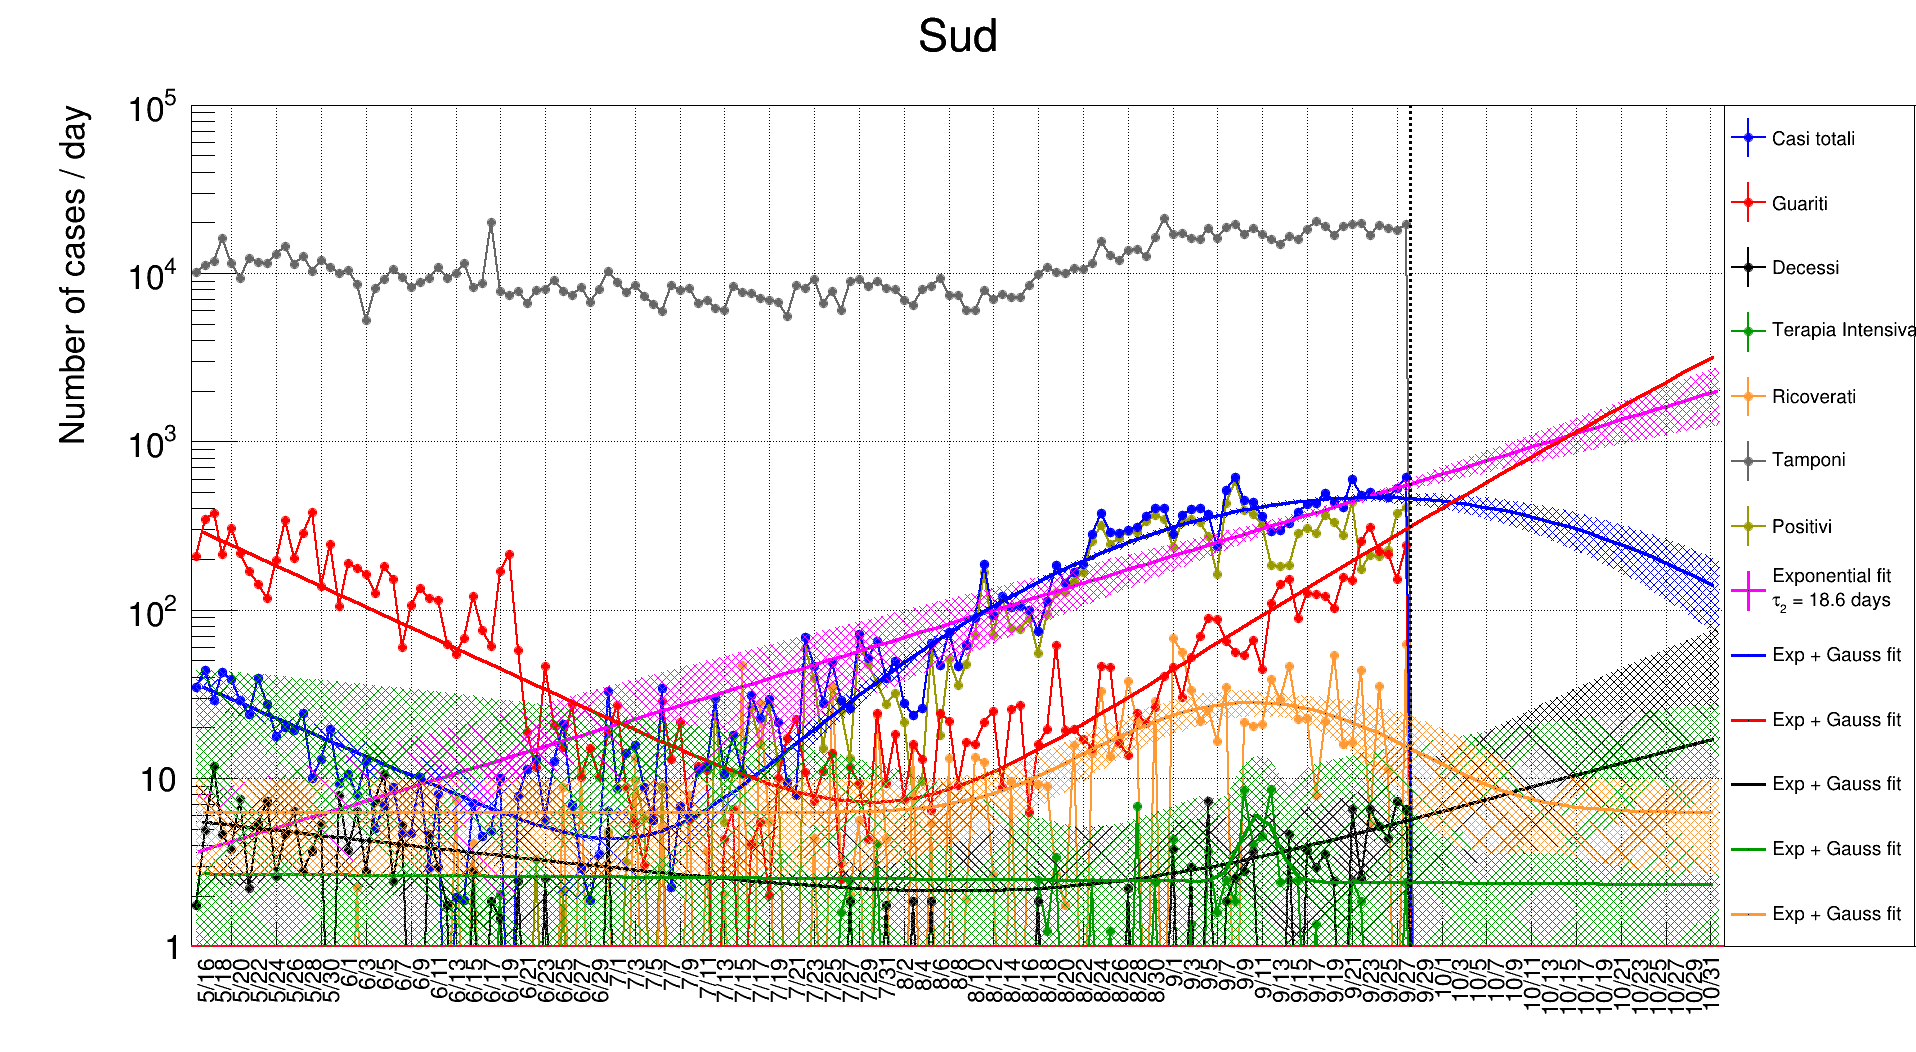 Sud
Number of cases / day
10^5
10^4
10^3
10^2
10
1
5/16 5/18 5/20 5/22 5/24 5/26 5/28 5/30 6/1 6/3 6/5 6/7 6/9 6/11 6/13 6/15 6/17 6/19 6/21 6/23 6/25 6/27 6/29 7/1 7/3 7/5 7/7 7/9 7/11 7/13 7/15 7/17 7/19 7/21 7/23 7/25 7/27 7/29 7/31 8/2 8/4 8/6 8/8 8/10 8/12 8/14 8/16 8/18 8/20 8/22 8/24 8/26 8/28 8/30 9/1 9/3 9/5 9/7 9/9 9/11 9/13 9/15 9/17 9/19 9/21 9/23 9/25 9/27 9/29 10/1 10/3 10/5 10/7 10/9 10/11 10/13 10/15 10/17 10/19 10/21 10/23 10/25 10/27 10/29 10/31
Casi totali
Guariti
Decessi
Terapia Intensiva
Ricoverati
Tamponi
Positivi
Exponential fit
τ2 = 18.6 days
Exp + Gauss fit
Exp + Gauss fit
Exp + Gauss fit
Exp + Gauss fit
Exp + Gauss fit